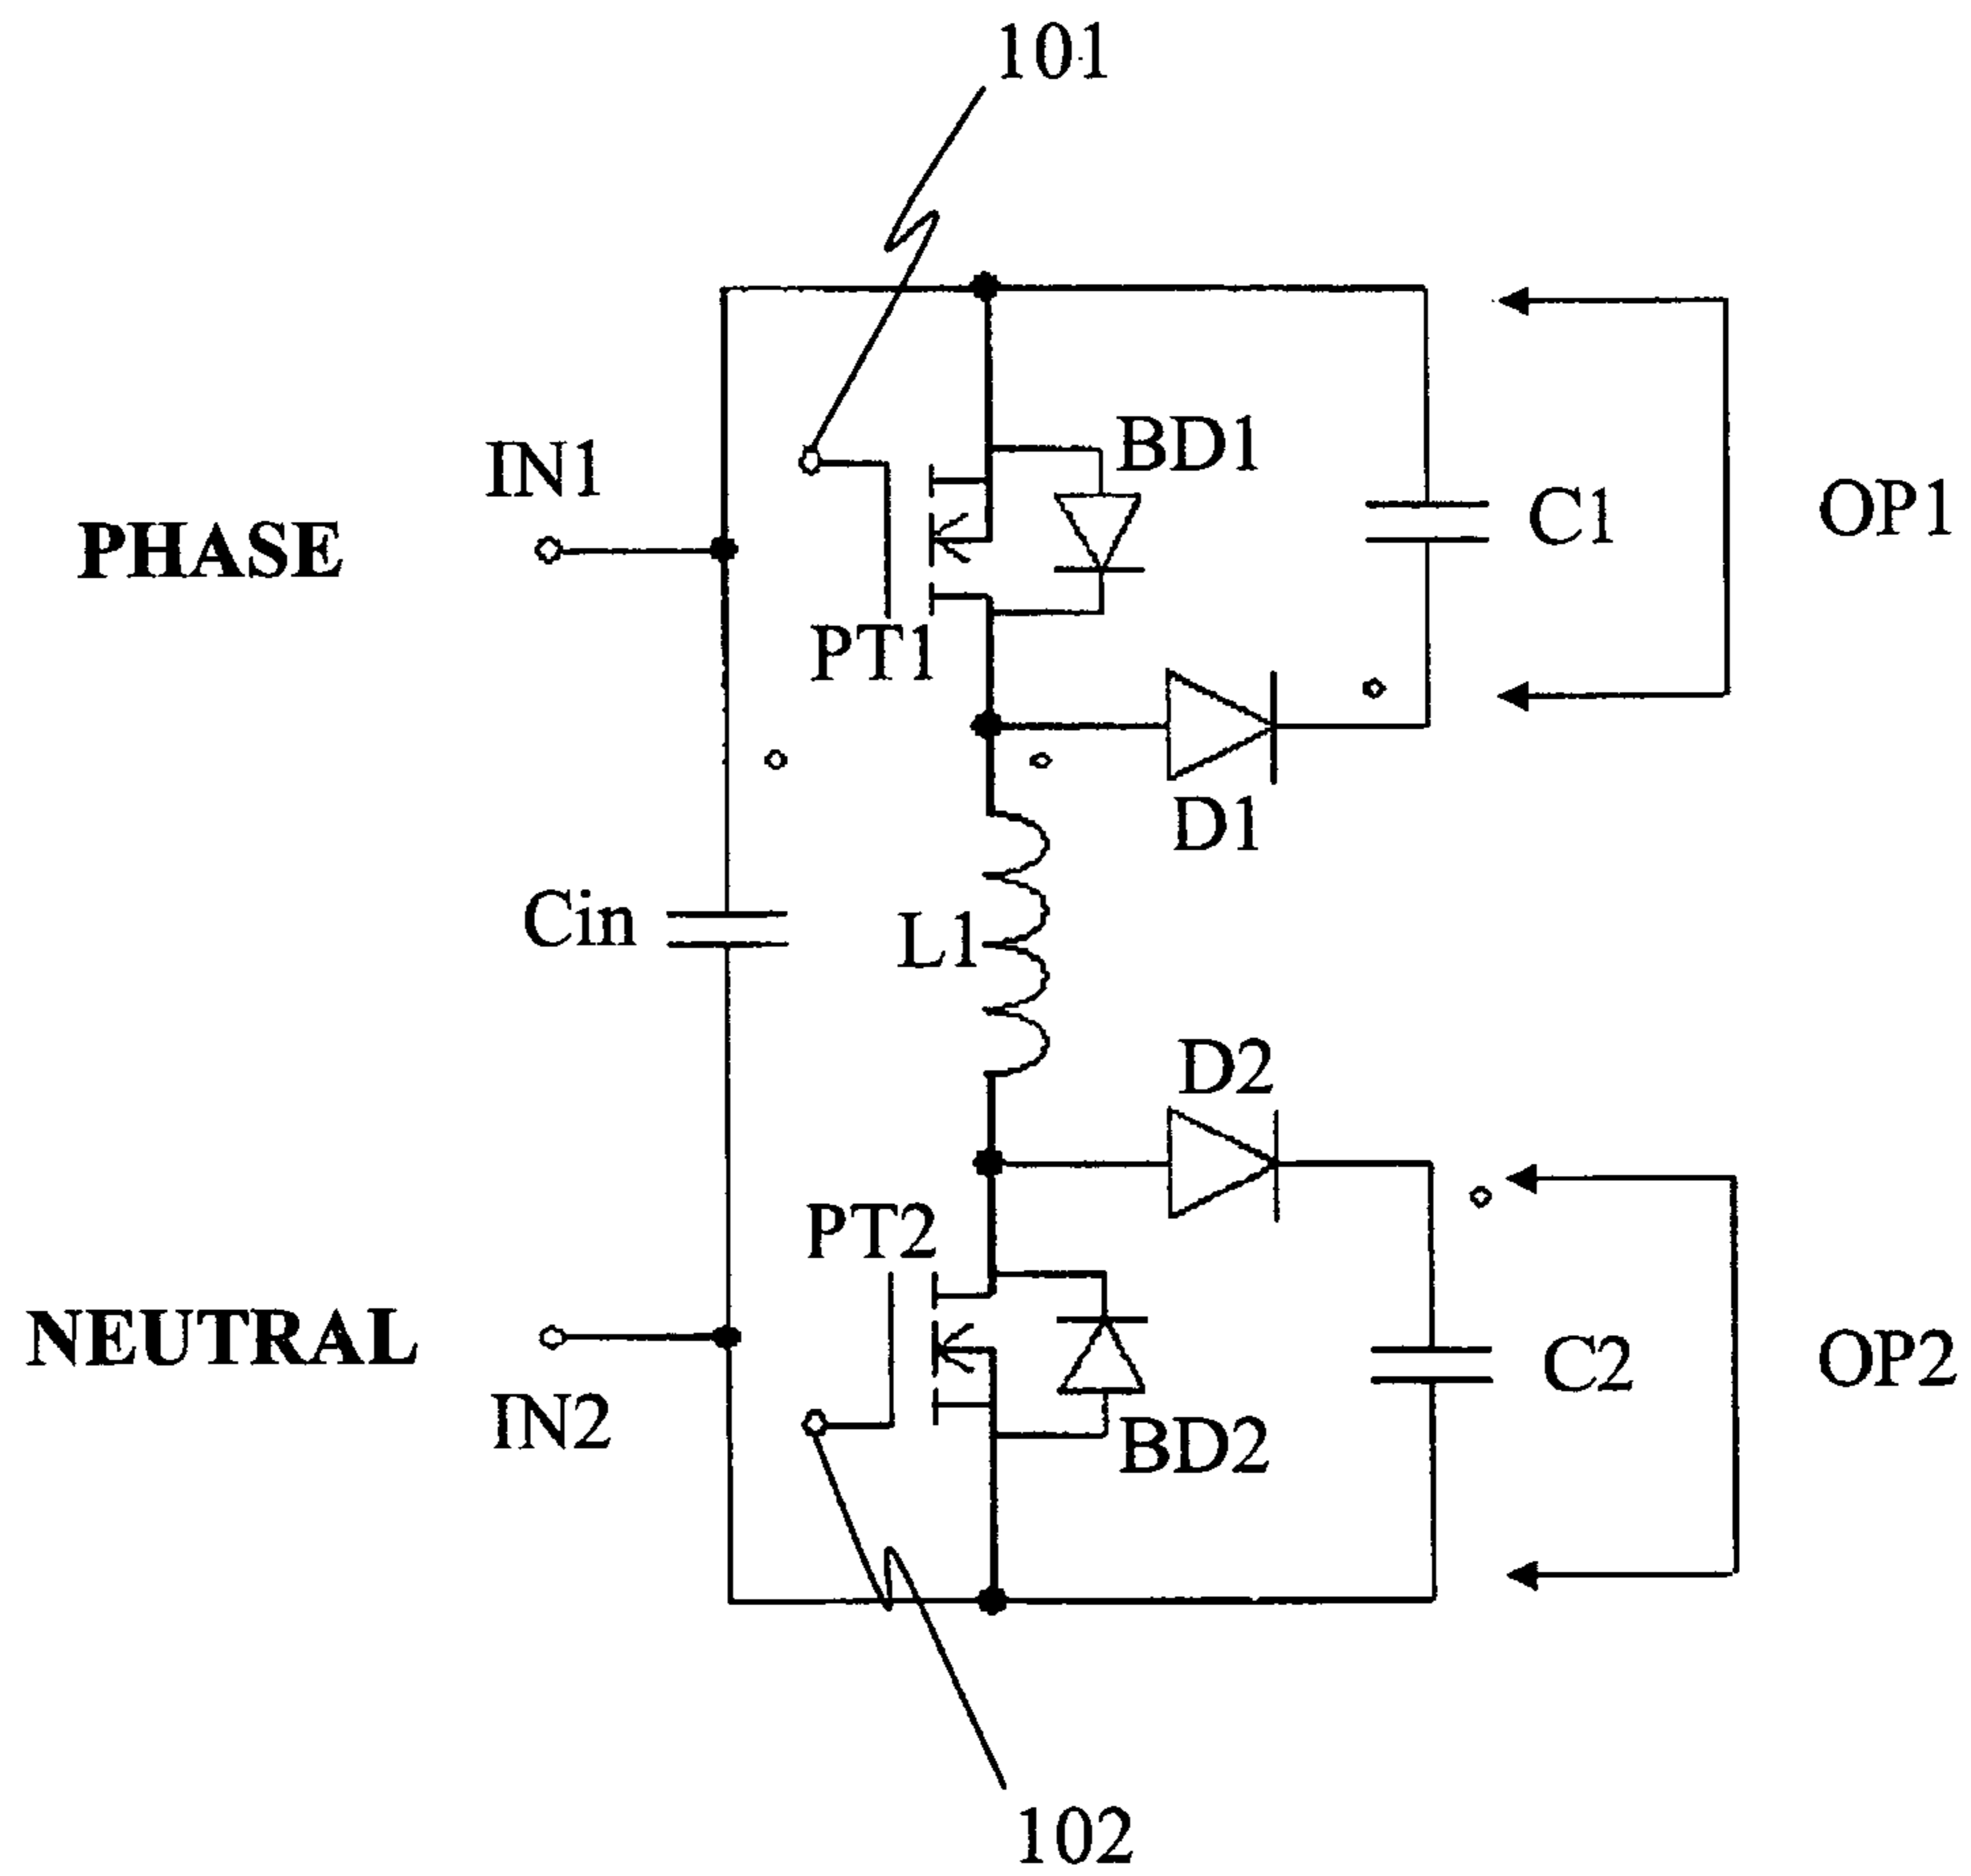 101
IN1
BD1
C1
OP1
PHASE
PT1
D1
Cin
L1
D2
PT2
NEUTRAL
C2
OP2
IN2
BD2
102